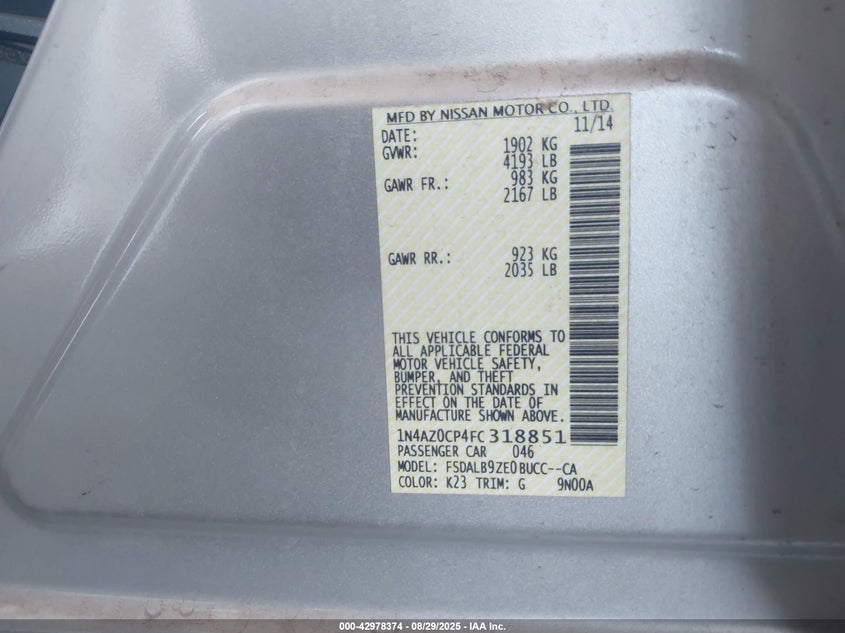 MFD BY NISSAN MOTOR CO., LTD.
DATE: 11/14
GVWR: 1902 KG
4193 LB
GAWR FR.: 983 KG
2167 LB
GAWR RR.: 923 KG
2035 LB
THIS VEHICLE CONFORMS TO
ALL APPLICABLE FEDERAL
MOTOR VEHICLE SAFETY,
BUMPER, AND THEFT
PREVENTION STANDARDS IN
EFFECT ON THE DATE OF
MANUFACTURE SHOWN ABOVE.
1N4AZ0CP4FC318851
PASSENGER CAR 046
MODEL: FSDALB9ZE0BUCC--CA
COLOR: K23 TRIM: G 9N00A
000-42978374 - 08/29/2025 - IAA Inc.